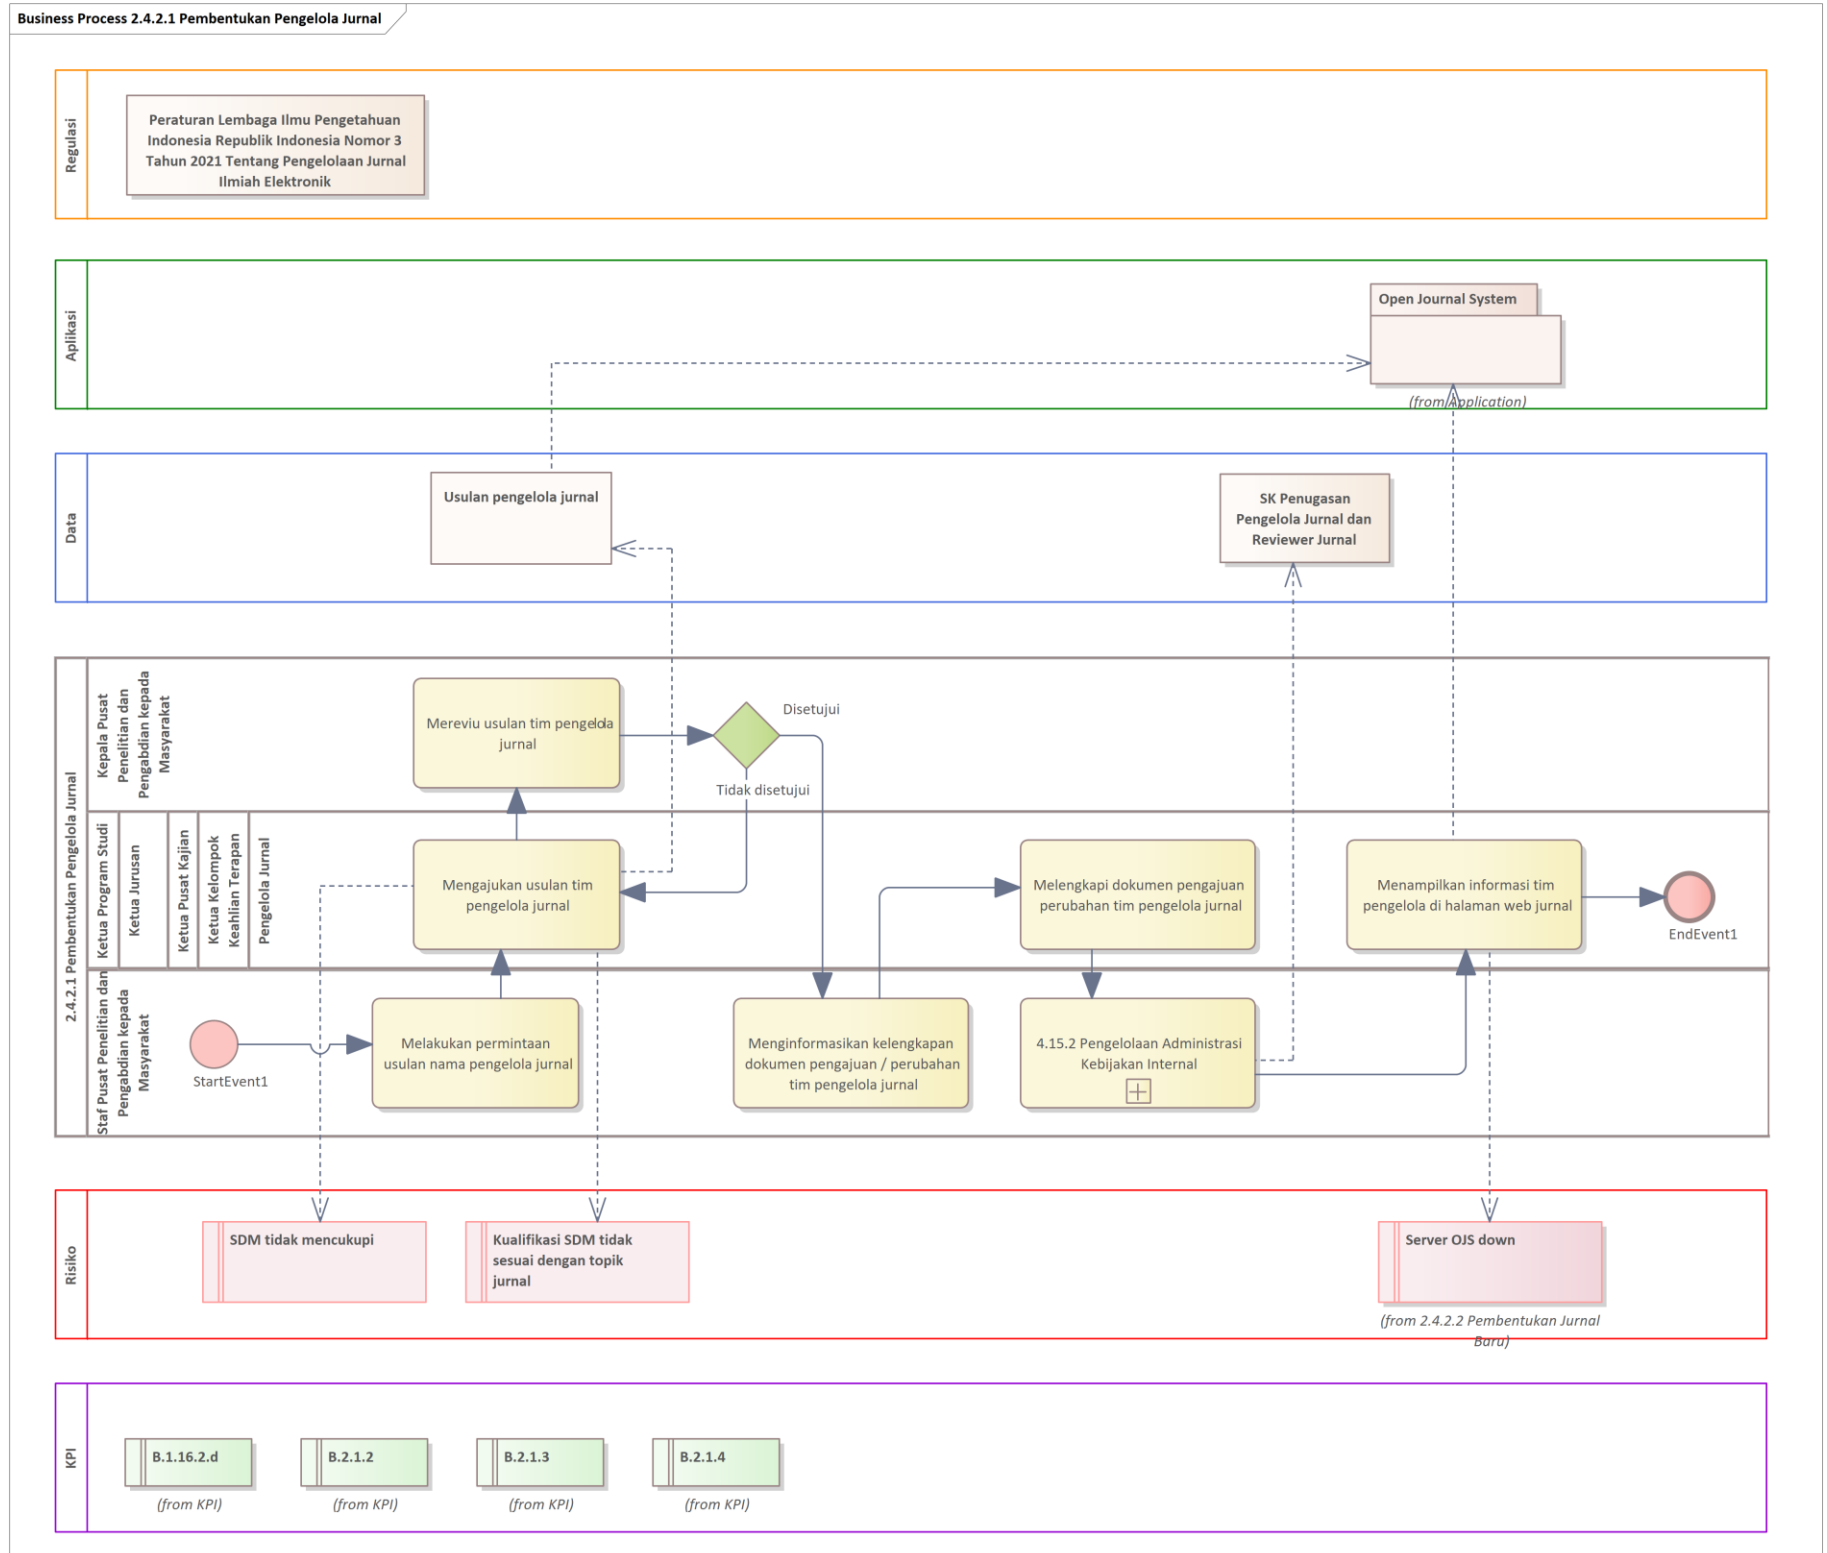 Business Process 2.4.2.1 Pembentukan Pengelola Jurnal
Regulasi
Peraturan Lembaga Ilmu Pengetahuan
Indonesia Republik Indonesia Nomor 3
Tahun 2021 Tentang Pengelolaan Jurnal
Ilmiah Elektronik
Aplikasi
Open Journal System
(from Application)
Data
Usulan pengelola jurnal
SK Penugasan
Pengelola Jurnal dan
Reviewer Jurnal
2.4.2.1 Pembentukan Pengelola Jurnal
Kepala Pusat
Penelitian dan
Pengabdian kepada
Masyarakat
Mereviu usulan tim pengelola
jurnal
Disetujui
Tidak disetujui
Ketua Program Studi
Ketua Jurusan
Ketua Pusat Kajian
Ketua Kelompok
Keahlian Terapan
Pengelola Jurnal
Mengajukan usulan tim
pengelola jurnal
Melengkapi dokumen pengajuan
perubahan tim pengelola jurnal
Menampilkan informasi tim
pengelola di halaman web jurnal
EndEvent1
Staf Pusat Penelitian dan
Pengabdian kepada
Masyarakat
StartEvent1
Melakukan permintaan
usulan nama pengelola jurnal
Menginformasikan kelengkapan
dokumen pengajuan / perubahan
tim pengelola jurnal
4.15.2 Pengelolaan Administrasi
Kebijakan Internal
Risiko
SDM tidak mencukupi
Kualifikasi SDM tidak
sesuai dengan topik
jurnal
Server OJS down
(from 2.4.2.2 Pembentukan Jurnal
Baru)
KPI
B.1.16.2.d
(from KPI)
B.2.1.2
(from KPI)
B.2.1.3
(from KPI)
B.2.1.4
(from KPI)